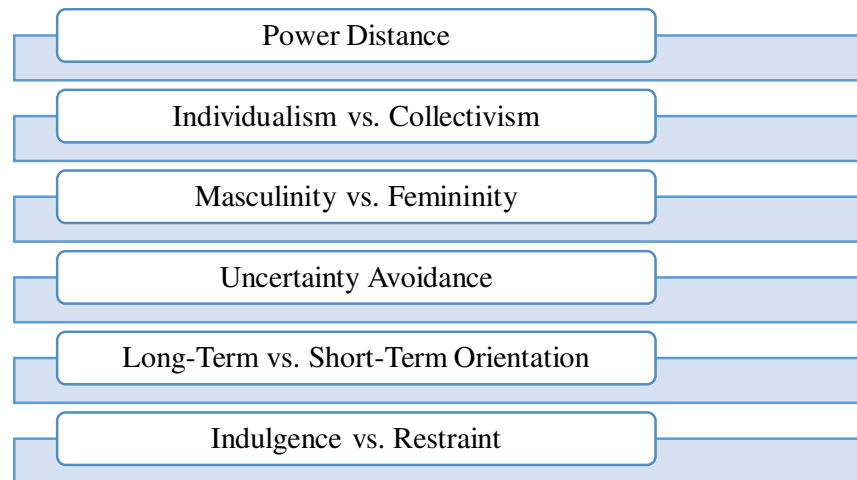 Power Distance
Individualism vs. Collectivism
Masculinity vs. Femininity
Uncertainty Avoidance
Long-Term vs. Short-Term Orientation
Indulgence vs. Restraint